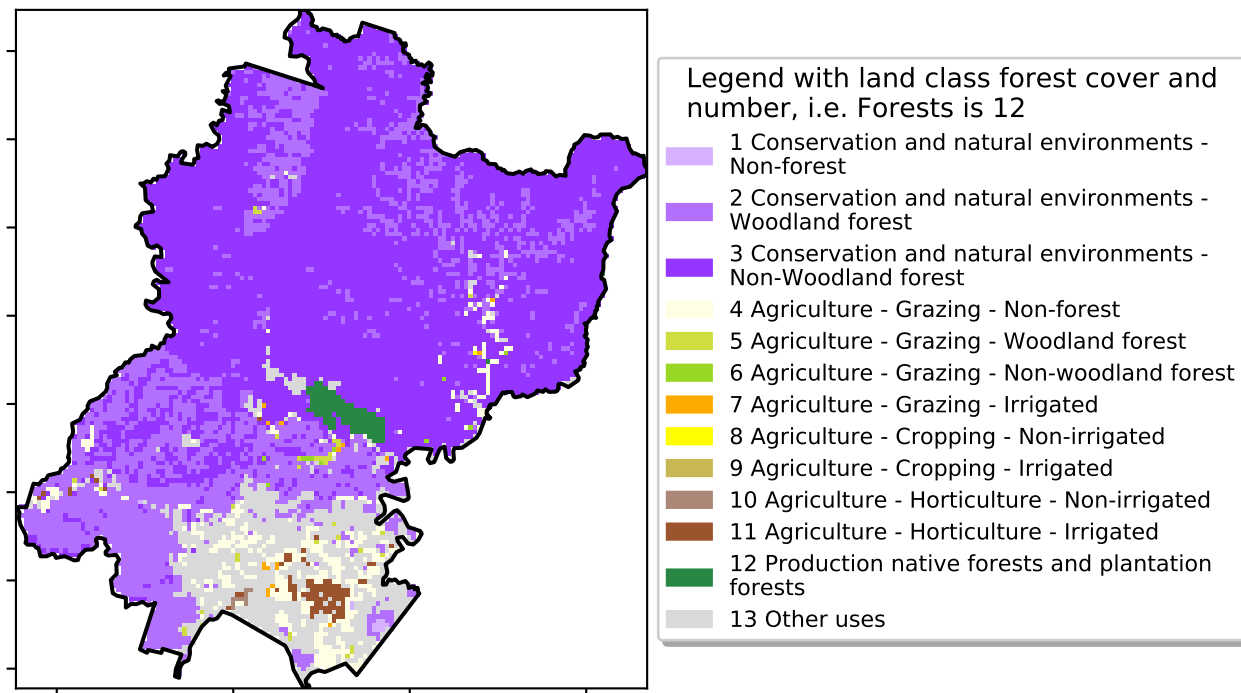 Legend with land class forest cover and
number, i.e. Forests is 12
1 Conservation and natural environments -
Non-forest
2 Conservation and natural environments -
Woodland forest
3 Conservation and natural environments -
Non-Woodland forest
4 Agriculture - Grazing - Non-forest
5 Agriculture - Grazing - Woodland forest
6 Agriculture - Grazing - Non-woodland forest
7 Agriculture - Grazing - Irrigated
8 Agriculture - Cropping - Non-irrigated
9 Agriculture - Cropping - Irrigated
10 Agriculture - Horticulture - Non-irrigated
11 Agriculture - Horticulture - Irrigated
12 Production native forests and plantation
forests
13 Other uses